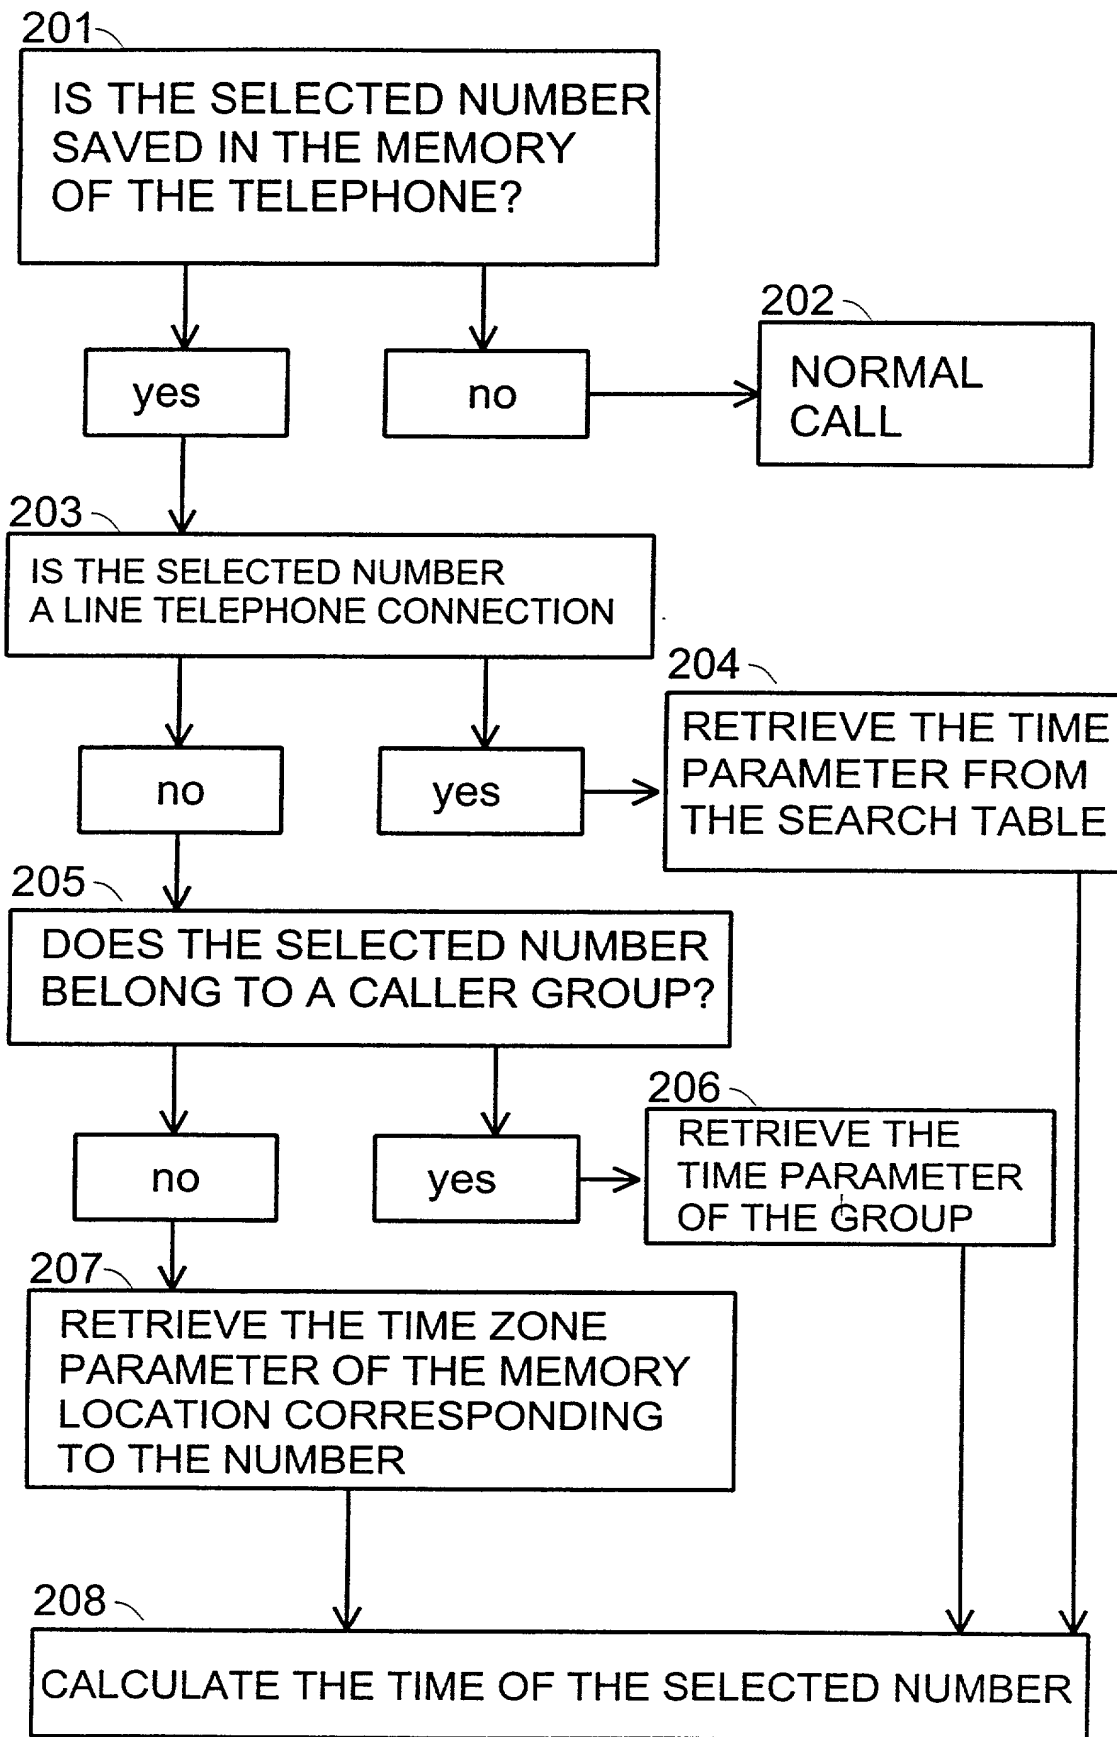 201
IS THE SELECTED NUMBER
SAVED IN THE MEMORY
OF THE TELEPHONE?
yes
no
202
NORMAL
CALL
203
IS THE SELECTED NUMBER
A LINE TELEPHONE CONNECTION
no
yes
204
RETRIEVE THE TIME
PARAMETER FROM
THE SEARCH TABLE
205
DOES THE SELECTED NUMBER
BELONG TO A CALLER GROUP?
no
yes
206
RETRIEVE THE
TIME PARAMETER
OF THE GROUP
207
RETRIEVE THE TIME ZONE
PARAMETER OF THE MEMORY
LOCATION CORRESPONDING
TO THE NUMBER
208
CALCULATE THE TIME OF THE SELECTED NUMBER